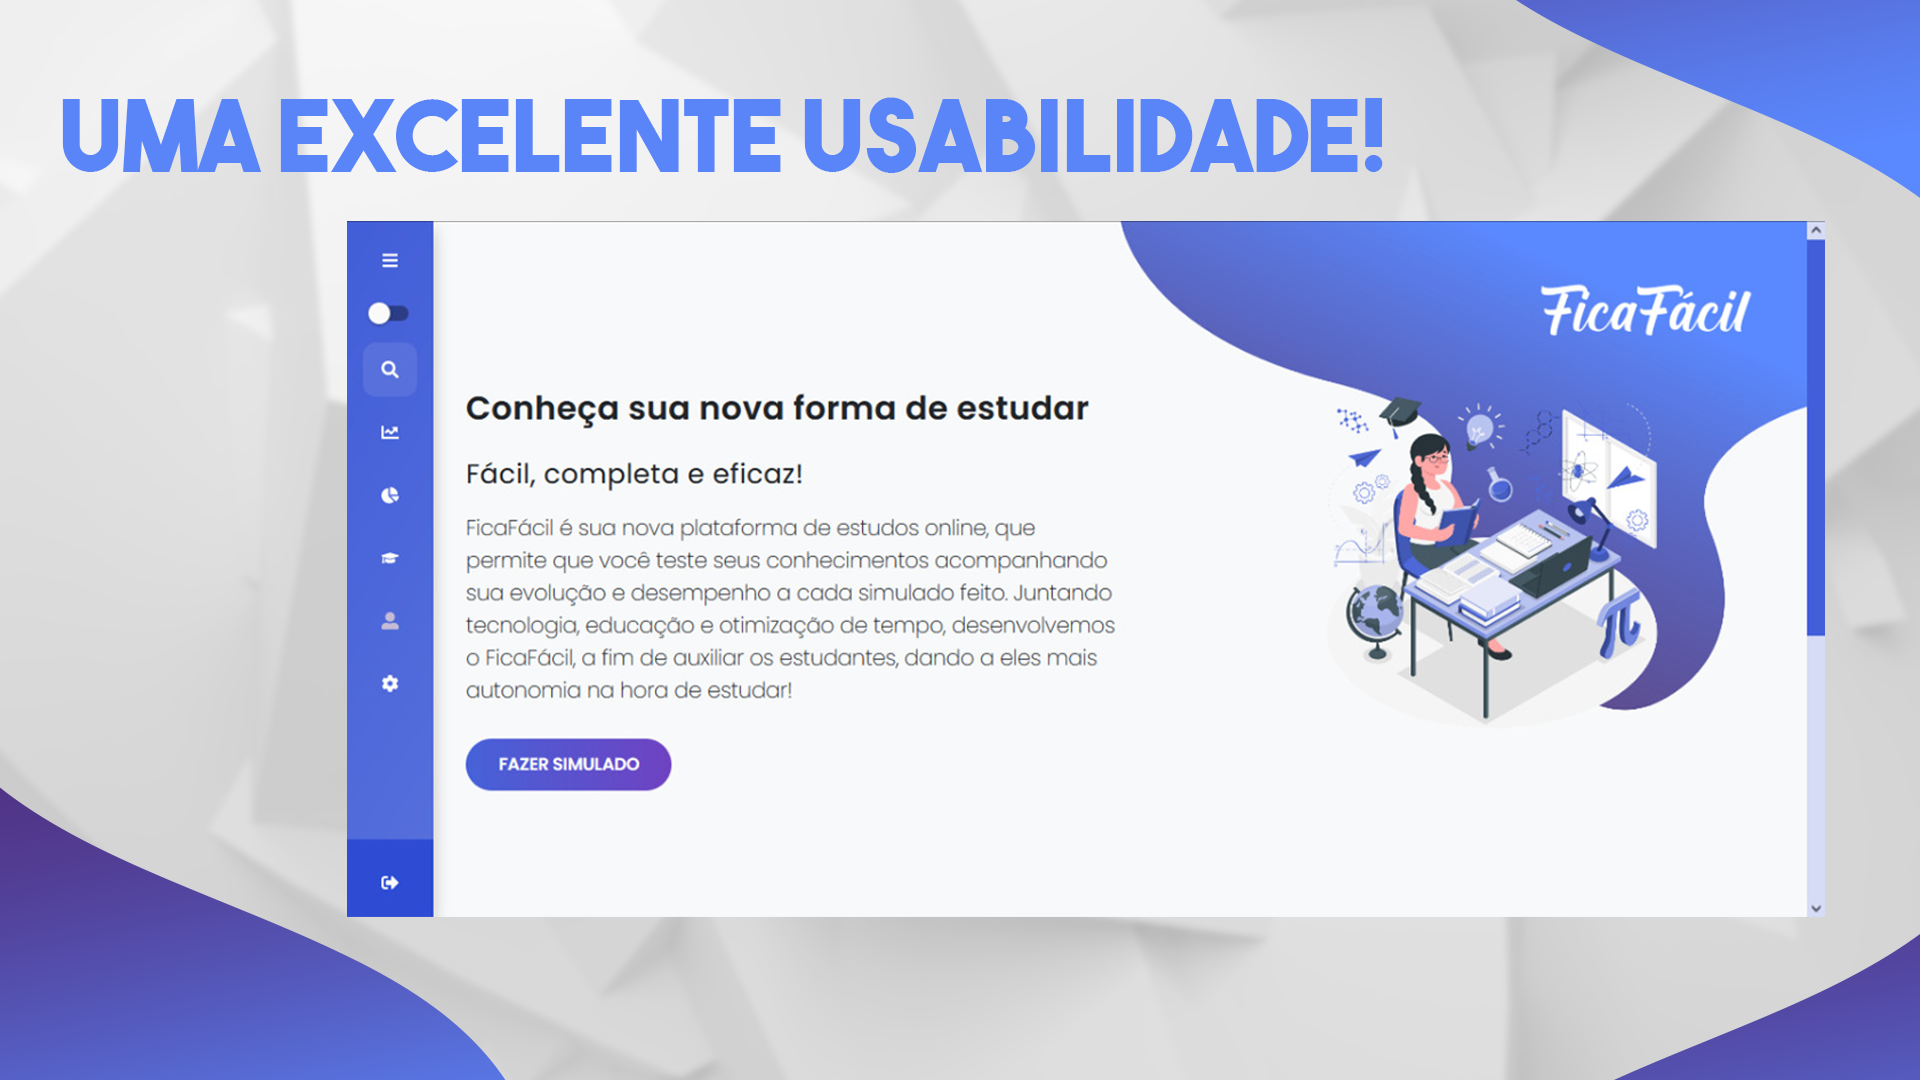 UMA EXCELENTE USABILIDADE!
FicaFácil
Conheça sua nova forma de estudar
Fácil, completa e eficaz!
FicaFácil é sua nova plataforma de estudos online, que
permite que você teste seus conhecimentos acompanhando
sua evolução e desempenho a cada simulado feito. Juntando
tecnologia, educação e otimização de tempo, desenvolvemos
o FicaFácil, a fim de auxiliar os estudantes, dando a eles mais
autonomia na hora de estudar!
FAZER SIMULADO